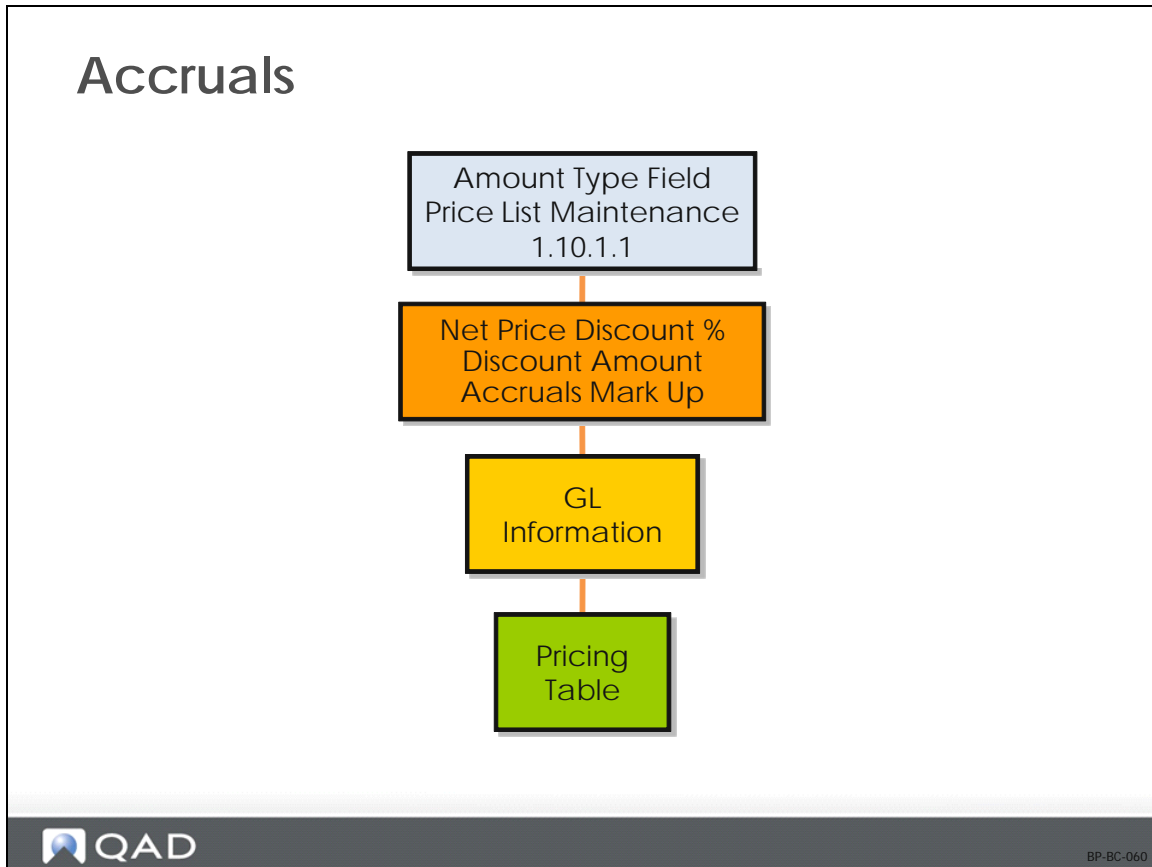 Accruals
Amount Type Field
Price List Maintenance
1.10.1.1
Net Price Discount %
Discount Amount
Accruals Mark Up
GL
Information
Pricing
Table
QAD
BP-BC-060